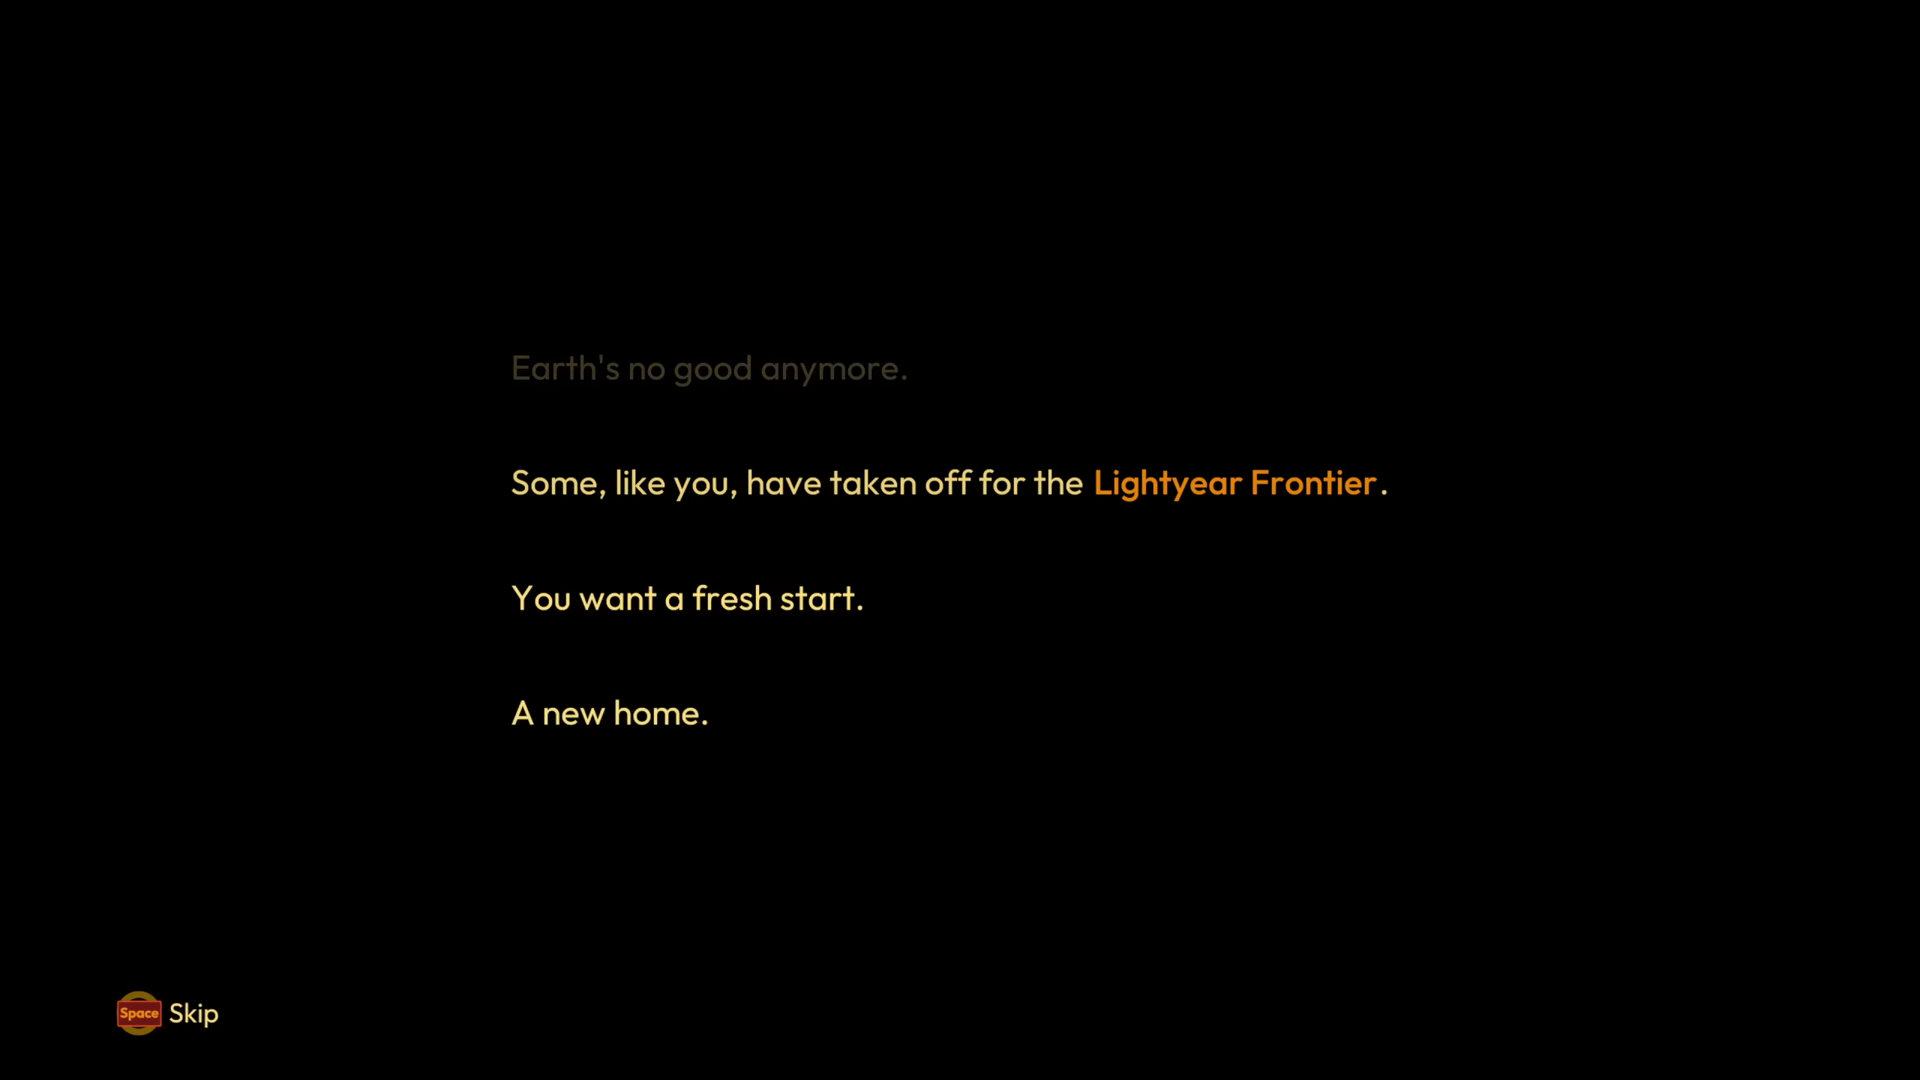 Earth's no good anymore.
Some, like you, have taken off for the Lightyear Frontier.
You want a fresh start.
A new home.
Space Skip